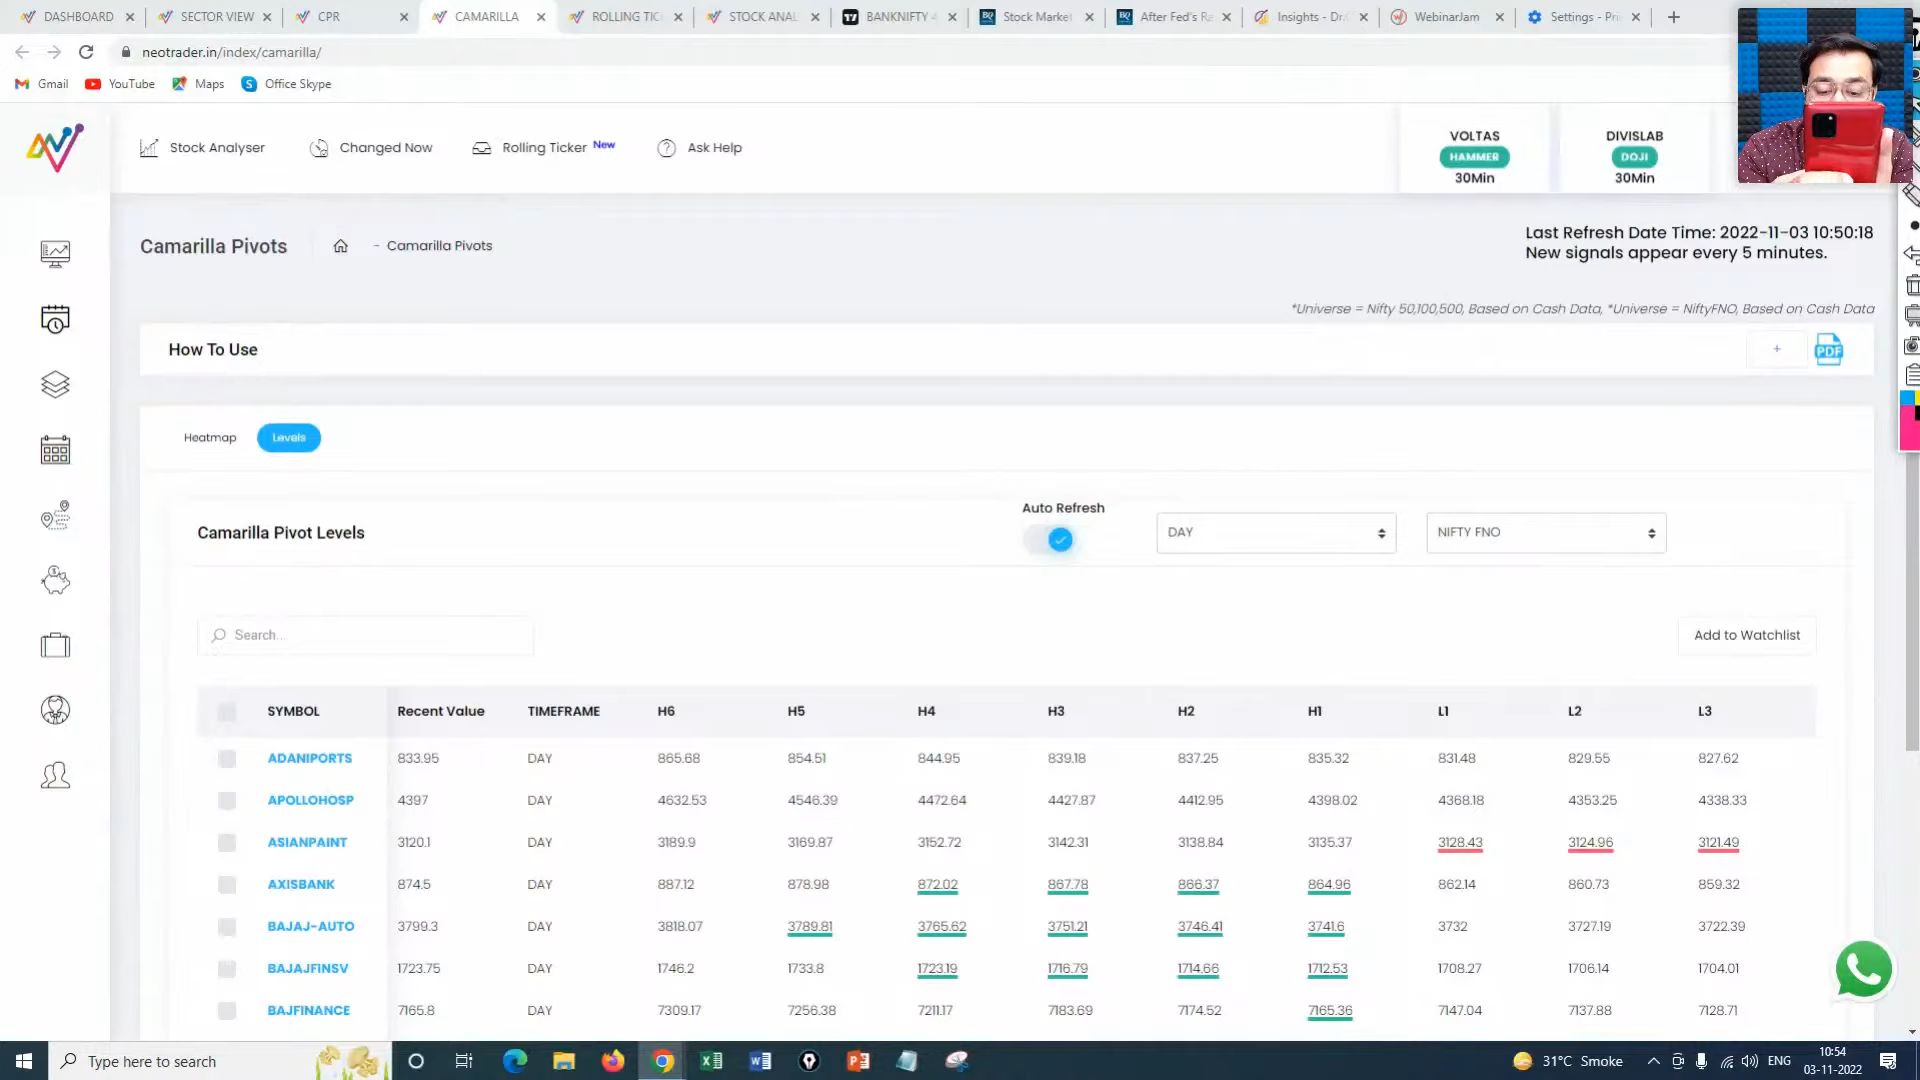 DASHBOARD
SECTOR VIEW
CPR
CAMARILLA
ROLLING TIC
STOCK ANAL
BANKNIFTY
Stock Market
After Fed's Ra
Insights - Dr.
WebinarJam
Settings - Pri
neotrader.in/index/camarilla/
Gmail
YouTube
Maps
Office Skype
Stock Analyser
Changed Now
Rolling Ticker New
Ask Help
VOLTAS
HAMMER
30Min
DIVISLAB
DOJI
30Min
Camarilla Pivots
- Camarilla Pivots
Last Refresh Date Time: 2022-11-03 10:50:18
New signals appear every 5 minutes.
*Universe = Nifty 50,100,500, Based on Cash Data, *Universe = NiftyFNO, Based on Cash Data
How To Use
+
PDF
Heatmap
Levels
Camarilla Pivot Levels
Auto Refresh
DAY
NIFTY FNO
Search...
Add to Watchlist
SYMBOL Recent Value TIMEFRAME H6 H5 H4 H3 H2 H1 L1 L2 L3
ADANIPORTS 833.95 DAY 865.68 854.51 844.95 839.18 837.25 835.32 831.48 829.55 827.62
APOLLOHOSP 4397 DAY 4632.53 4546.39 4472.64 4427.87 4412.95 4398.02 4368.18 4353.25 4338.33
ASIANPAINT 3120.1 DAY 3189.9 3169.87 3152.72 3142.31 3138.84 3135.37 3128.43 3124.96 3121.49
AXISBANK 874.5 DAY 887.12 878.98 872.02 867.78 866.37 864.96 862.14 860.73 859.32
BAJAJ-AUTO 3799.3 DAY 3818.07 3789.81 3765.62 3751.21 3746.41 3741.6 3732 3727.19 3722.39
BAJAJFINSV 1723.75 DAY 1746.2 1733.8 1723.19 1716.79 1714.66 1712.53 1708.27 1706.14 1704.01
BAJFINANCE 7165.8 DAY 7309.17 7256.38 7211.17 7183.69 7174.52 7165.36 7147.04 7137.88 7128.71
Type here to search
31°C Smoke
ENG
10:54
03-11-2022